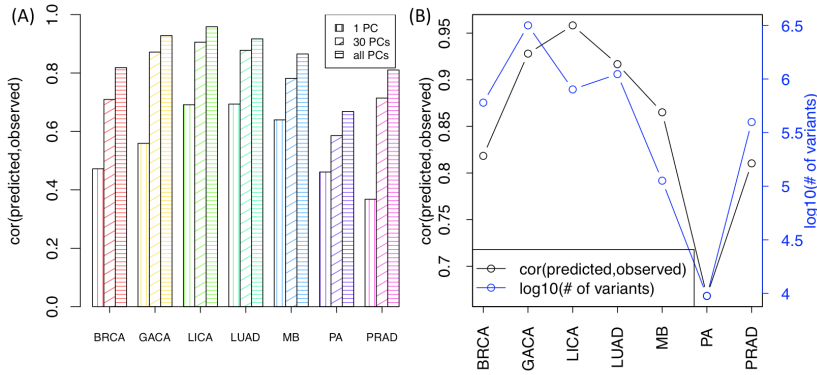 (A)
cor(predicted,observed)
0.0
0.2
0.4
0.6
0.8
1.0
1 PC
30 PCs
all PCs
BRCA
GACA
LICA
LUAD
MB
PA
PRAD
(B)
cor(predicted,observed)
0.7
0.75
0.8
0.85
0.9
0.95
cor(predicted,observed)
log10(# of variants)
BRCA
GACA
LICA
LUAD
MB
PA
PRAD
4
4.5
5
5.5
6
6.5
log10(# of variants)